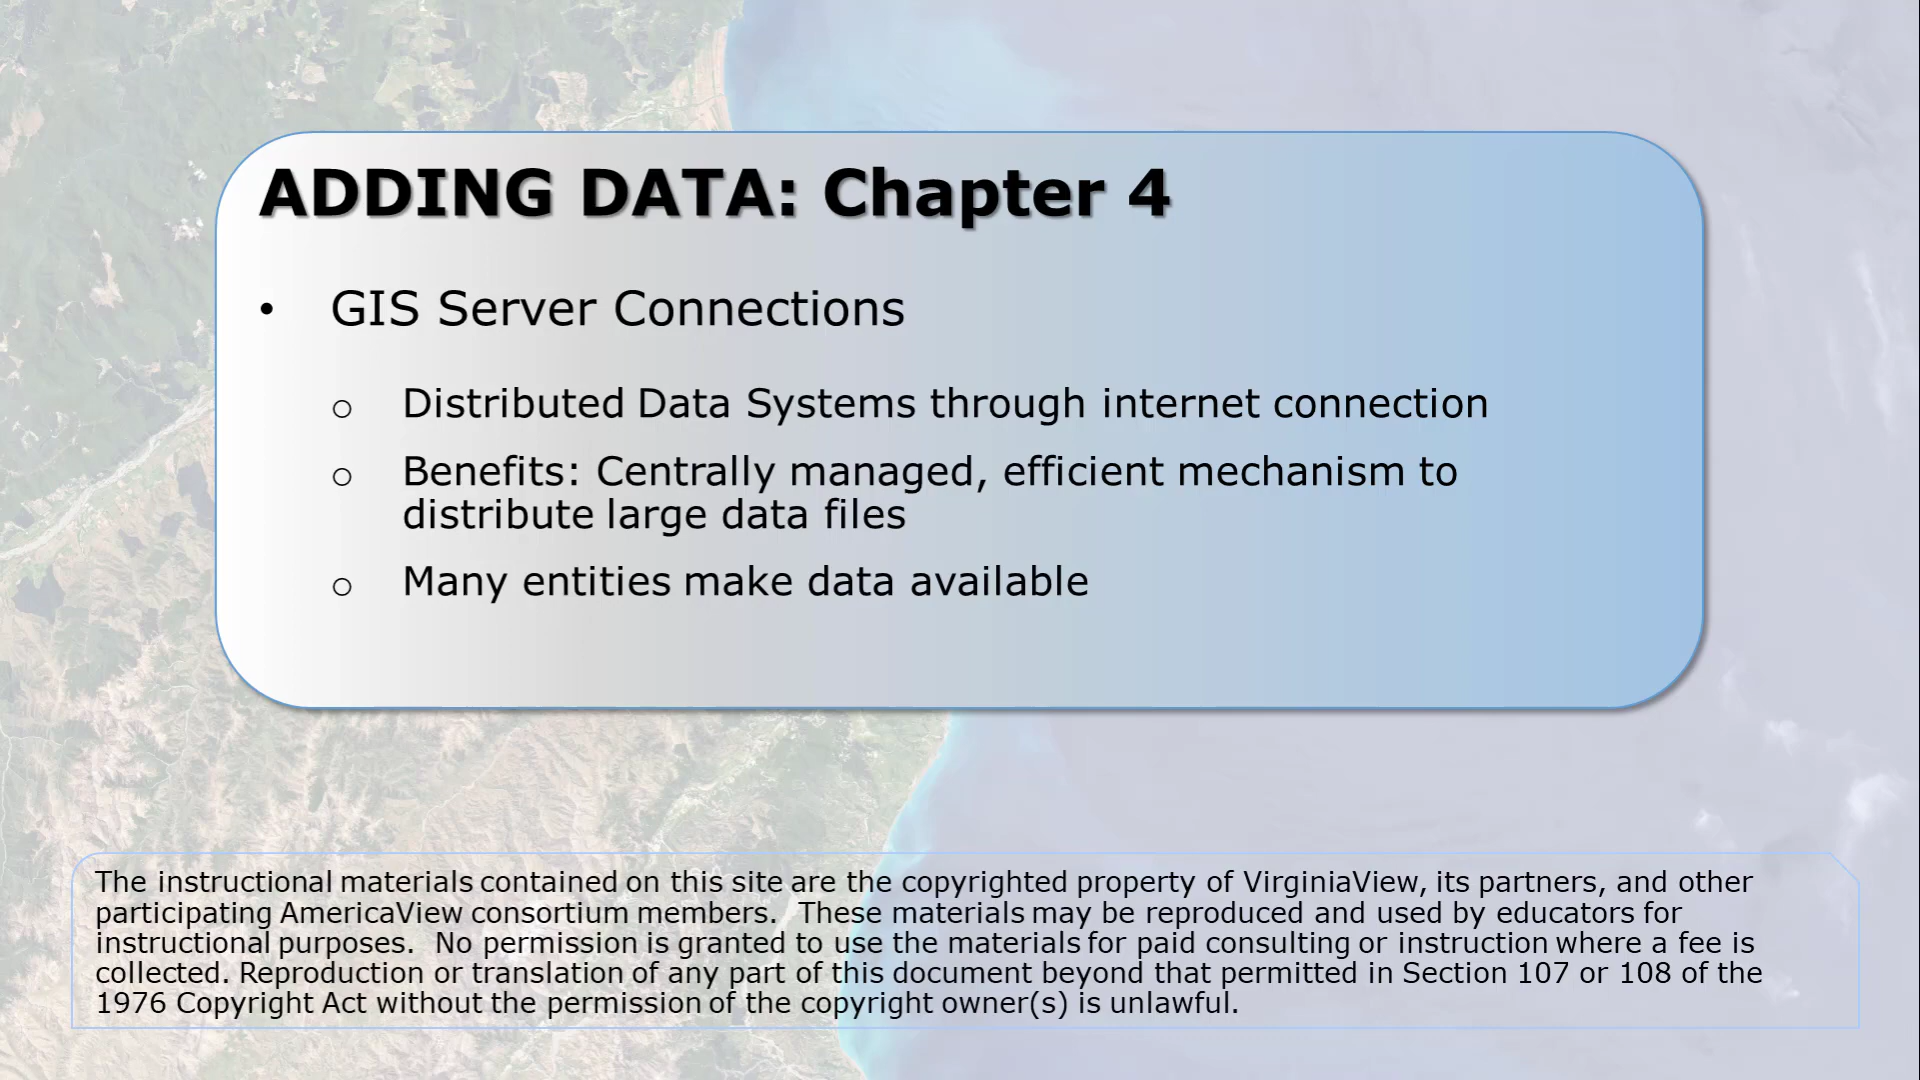 ADDING DATA: Chapter 4
• GIS Server Connections
o Distributed Data Systems through internet connection
o Benefits: Centrally managed, efficient mechanism to
distribute large data files
o Many entities make data available
The instructional materials contained on this site are the copyrighted property of VirginiaView, its partners, and other
participating AmericaView consortium members.  These materials may be reproduced and used by educators for
instructional purposes.  No permission is granted to use the materials for paid consulting or instruction where a fee is
collected. Reproduction or translation of any part of this document beyond that permitted in Section 107 or 108 of the
1976 Copyright Act without the permission of the copyright owner(s) is unlawful.